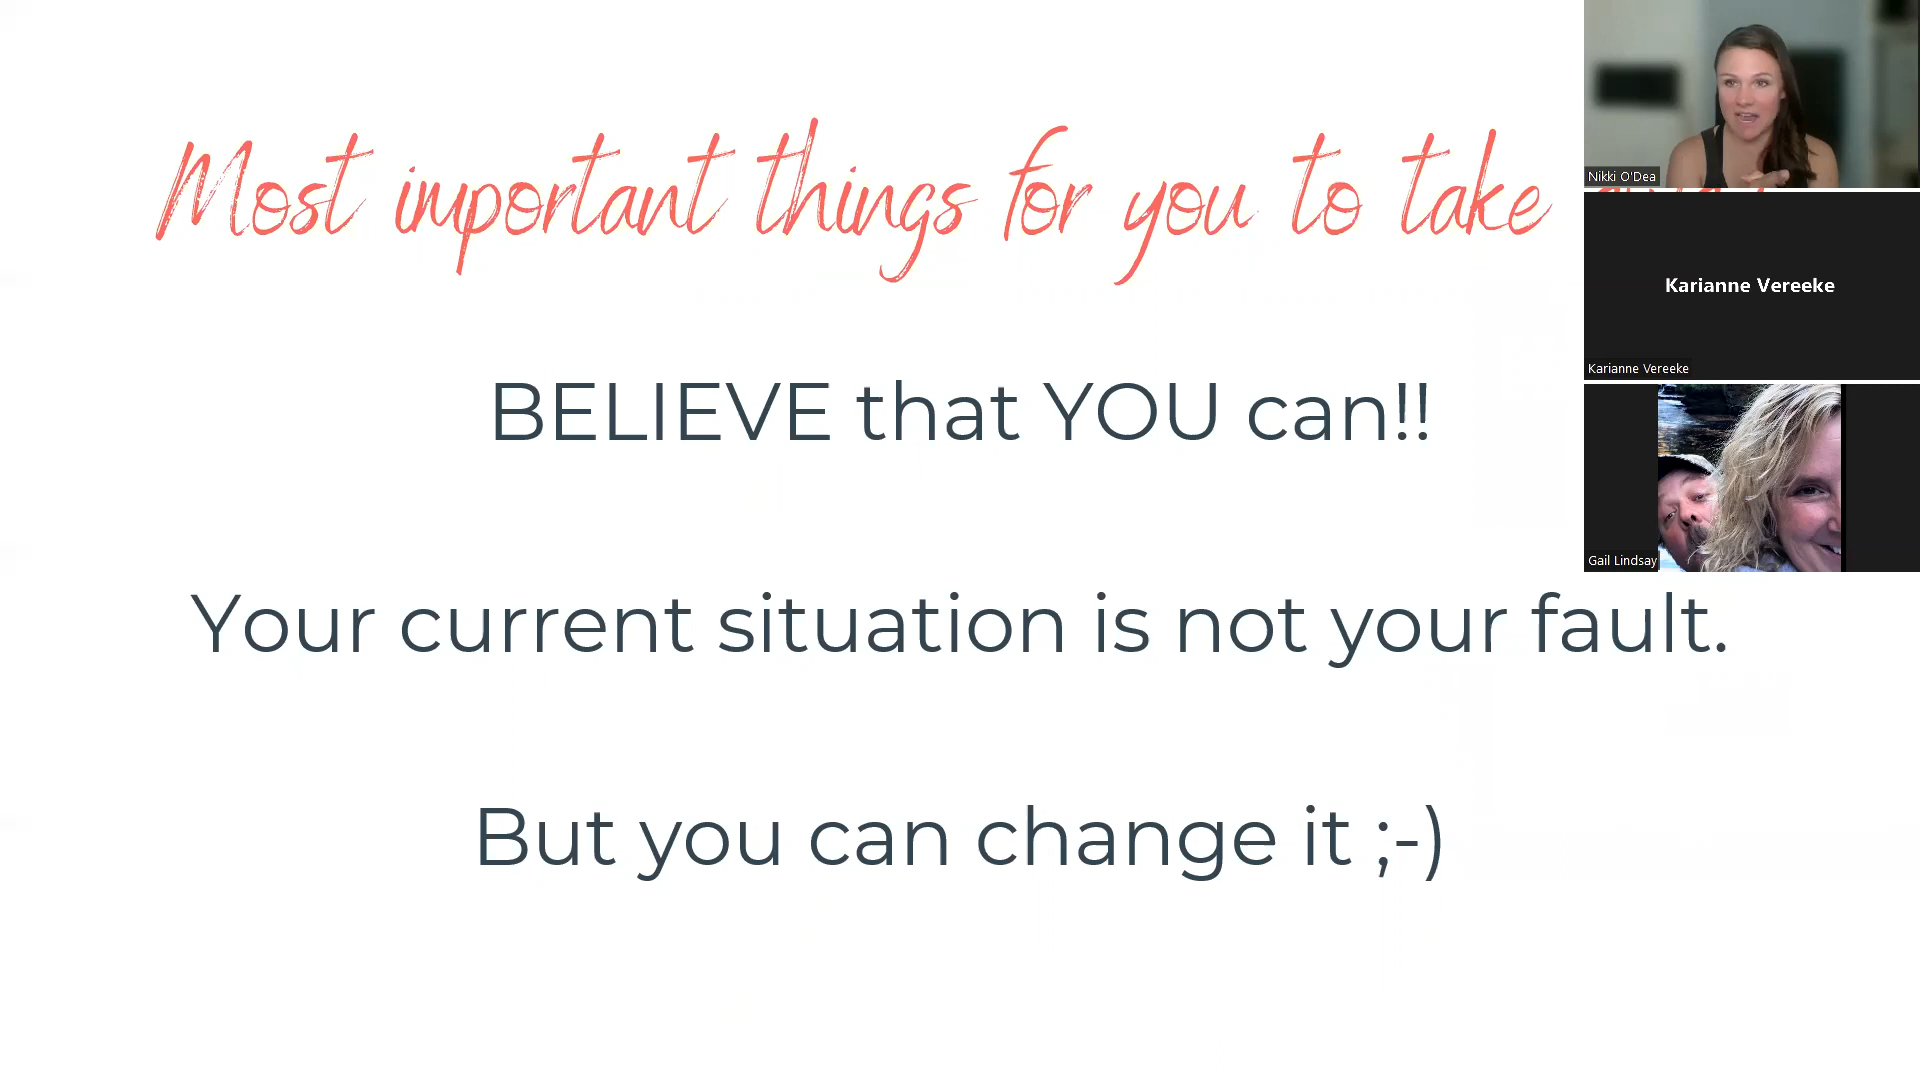 Most important things for you to take
BELIEVE that YOU can!!
Your current situation is not your fault.
But you can change it ;-)
Nikki O'Dea
Karianne Vereeke
Karianne Vereeke
Gail Lindsay